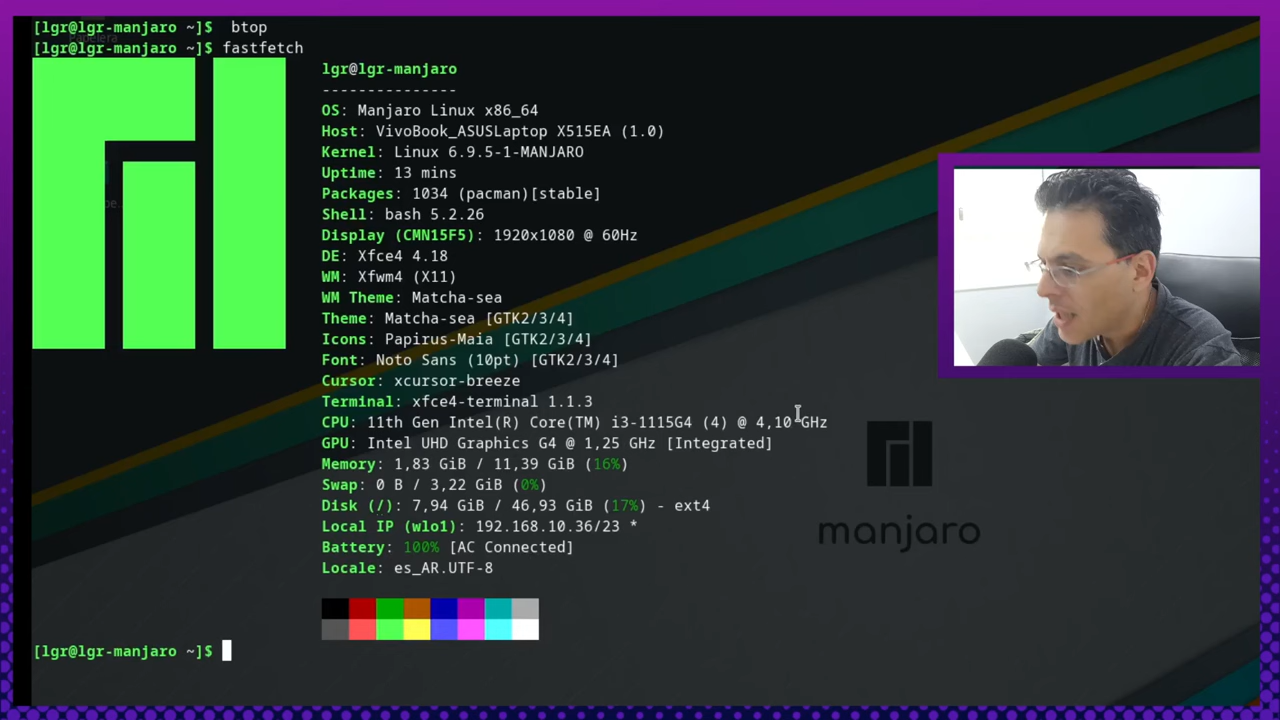 [lgr@lgr-manjaro ~]$  btop
[lgr@lgr-manjaro ~]$ fastfetch
lgr@lgr-manjaro
---------------
OS: Manjaro Linux x86_64
Host: VivoBook_ASUSLaptop X515EA (1.0)
Kernel: Linux 6.9.5-1-MANJARO
Uptime: 13 mins
Packages: 1034 (pacman)[stable]
Shell: bash 5.2.26
Display (CMN15F5): 1920x1080 @ 60Hz
DE: Xfce4 4.18
WM: Xfwm4 (X11)
WM Theme: Matcha-sea
Theme: Matcha-sea [GTK2/3/4]
Icons: Papirus-Maia [GTK2/3/4]
Font: Noto Sans (10pt) [GTK2/3/4]
Cursor: xcursor-breeze
Terminal: xfce4-terminal 1.1.3
CPU: 11th Gen Intel(R) Core(TM) i3-1115G4 (4) @ 4,10 GHz
GPU: Intel UHD Graphics G4 @ 1,25 GHz [Integrated]
Memory: 1,83 GiB / 11,39 GiB (16%)
Swap: 0 B / 3,22 GiB (0%)
Disk (/): 7,94 GiB / 46,93 GiB (17%) - ext4
Local IP (wlo1): 192.168.10.36/23 *
Battery: 100% [AC Connected]
Locale: es_AR.UTF-8
[lgr@lgr-manjaro ~]$
manjaro